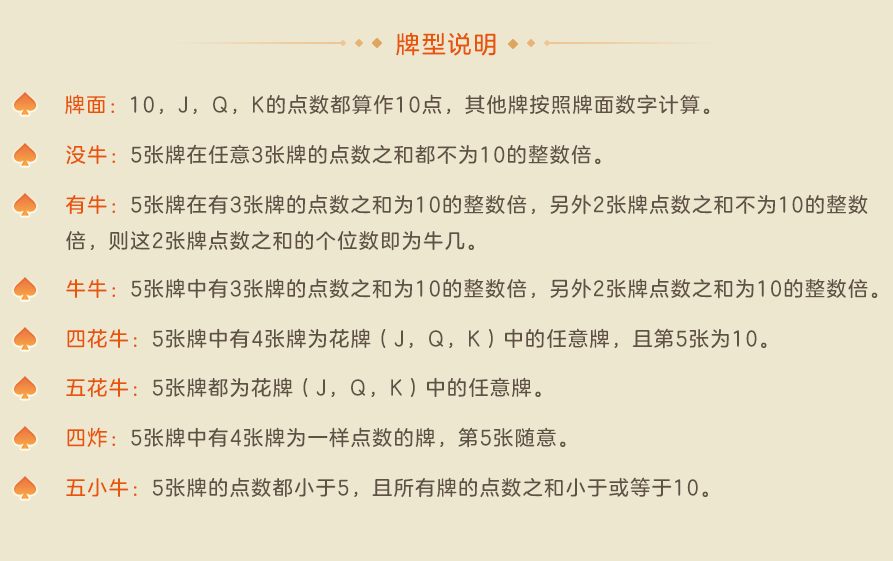 牌型说明
牌面：10，J，Q，K的点数都算作10点，其他牌按照牌面数字计算。
没牛：5张牌在任意3张牌的点数之和都不为10的整数倍。
有牛：5张牌在有3张牌的点数之和为10的整数倍，另外2张牌点数之和不为10的整数
倍，则这2张牌点数之和的个位数即为牛几。
牛牛：5张牌中有3张牌的点数之和为10的整数倍，另外2张牌点数之和为10的整数倍。
四花牛：5张牌中有4张牌为花牌（J，Q，K）中的任意牌，且第5张为10。
五花牛：5张牌都为花牌（J，Q，K）中的任意牌。
四炸：5张牌中有4张牌为一样点数的牌，第5张随意。
五小牛：5张牌的点数都小于5，且所有牌的点数之和小于或等于10。